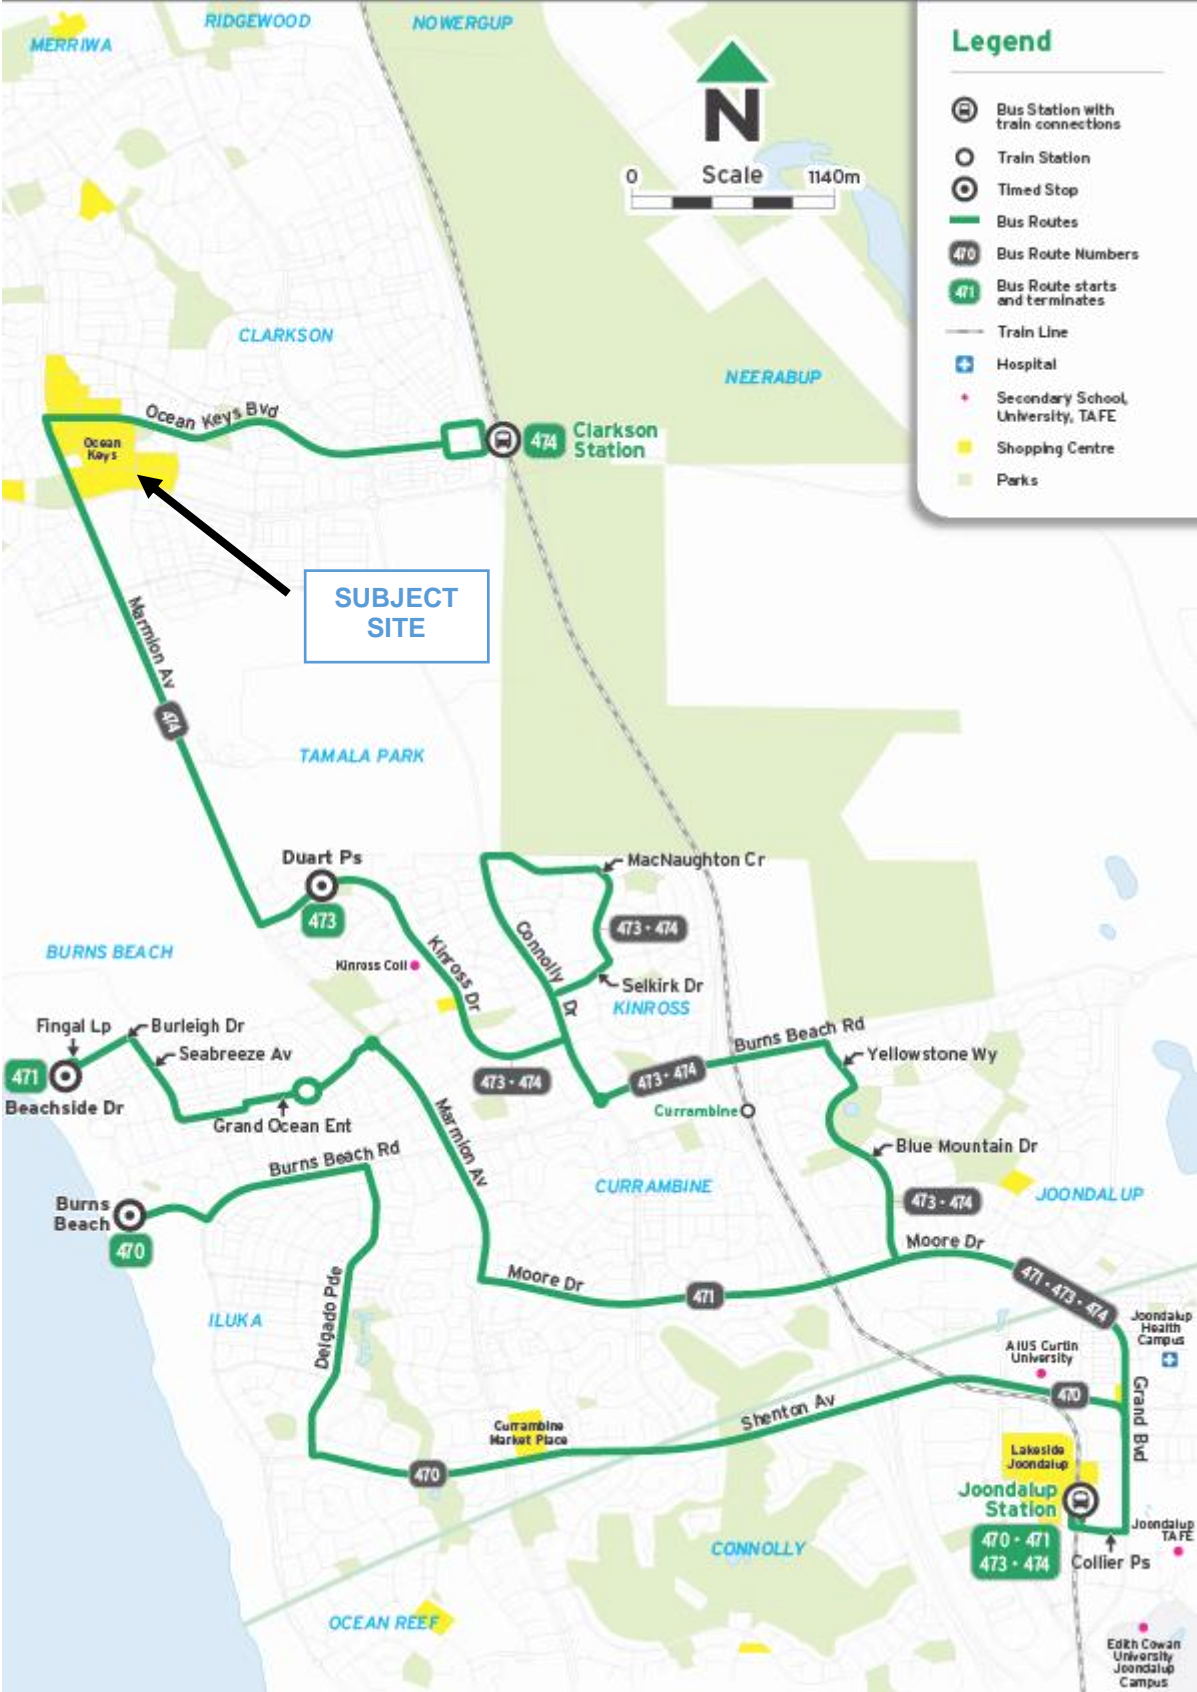 RIDGEWOOD
NOWERGUP
MERRIWA
Legend
N
Scale
0
1140m
Bus Station with
train connections
Train Station
Timed Stop
Bus Routes
470
Bus Route Numbers
471
Bus Route starts
and terminates
Train Line
Hospital
Secondary School,
University, TAFE
Shopping Centre
Parks
CLARKSON
NEERABUP
Ocean Keys Bvd
Ocean
Keys
474
Clarkson
Station
SUBJECT
SITE
Marmion Av
474
TAMALA PARK
Duart Ps
473
MacNaughton Cr
473 · 474
Connolly Dr
Kinross Dr
Kinross Coll
BURNS BEACH
Selkirk Dr
KINROSS
Fingal Lp
Burleigh Dr
Seabreeze Av
471
Beachside Dr
Grand Ocean Ent
473 · 474
473 · 474
Burns Beach Rd
Yellowstone Wy
Currambine
Marmion Av
Blue Mountain Dr
Burns Beach Rd
CURRAMBINE
JOONDALUP
Burns
Beach
470
473 · 474
Moore Dr
Moore Dr
471
471 · 473 · 474
ILUKA
Delgado Pde
Joondalup
Health
Campus
AIUS Curtin
University
470
Grand Bvd
Shenton Av
Currambine
Market Place
470
Lakeside
Joondalup
Joondalup
Station
470 · 471
473 · 474
Collier Ps
Joondalup
TAFE
CONNOLLY
OCEAN REEF
Edith Cowan
University
Joondalup
Campus